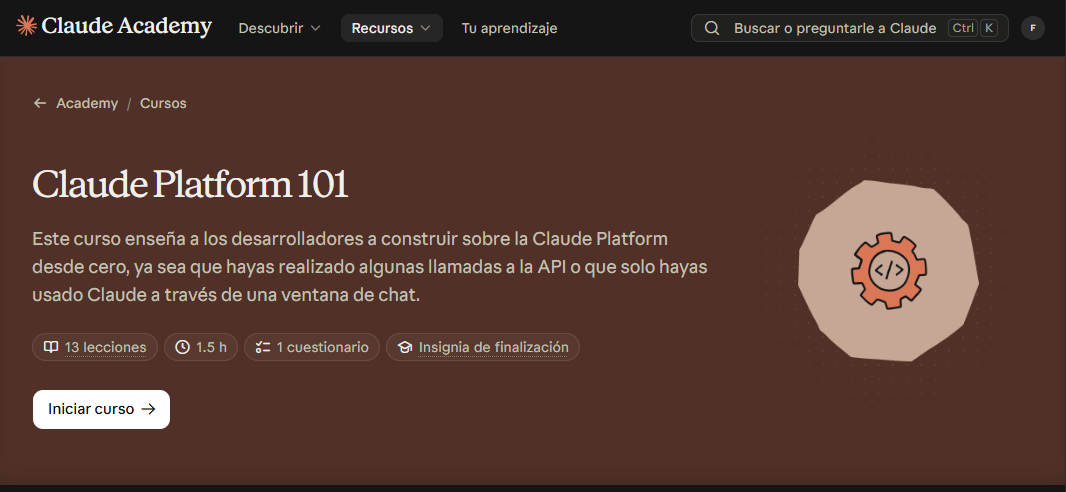 Claude Academy
Descubrir
Recursos
Tu aprendizaje
Buscar o preguntarle a Claude
Ctrl K
F
← Academy / Cursos
Claude Platform 101
Este curso enseña a los desarrolladores a construir sobre la Claude Platform
desde cero, ya sea que hayas realizado algunas llamadas a la API o que solo hayas
usado Claude a través de una ventana de chat.
13 lecciones
1.5 h
1 cuestionario
Insignia de finalización
Iniciar curso →
</>